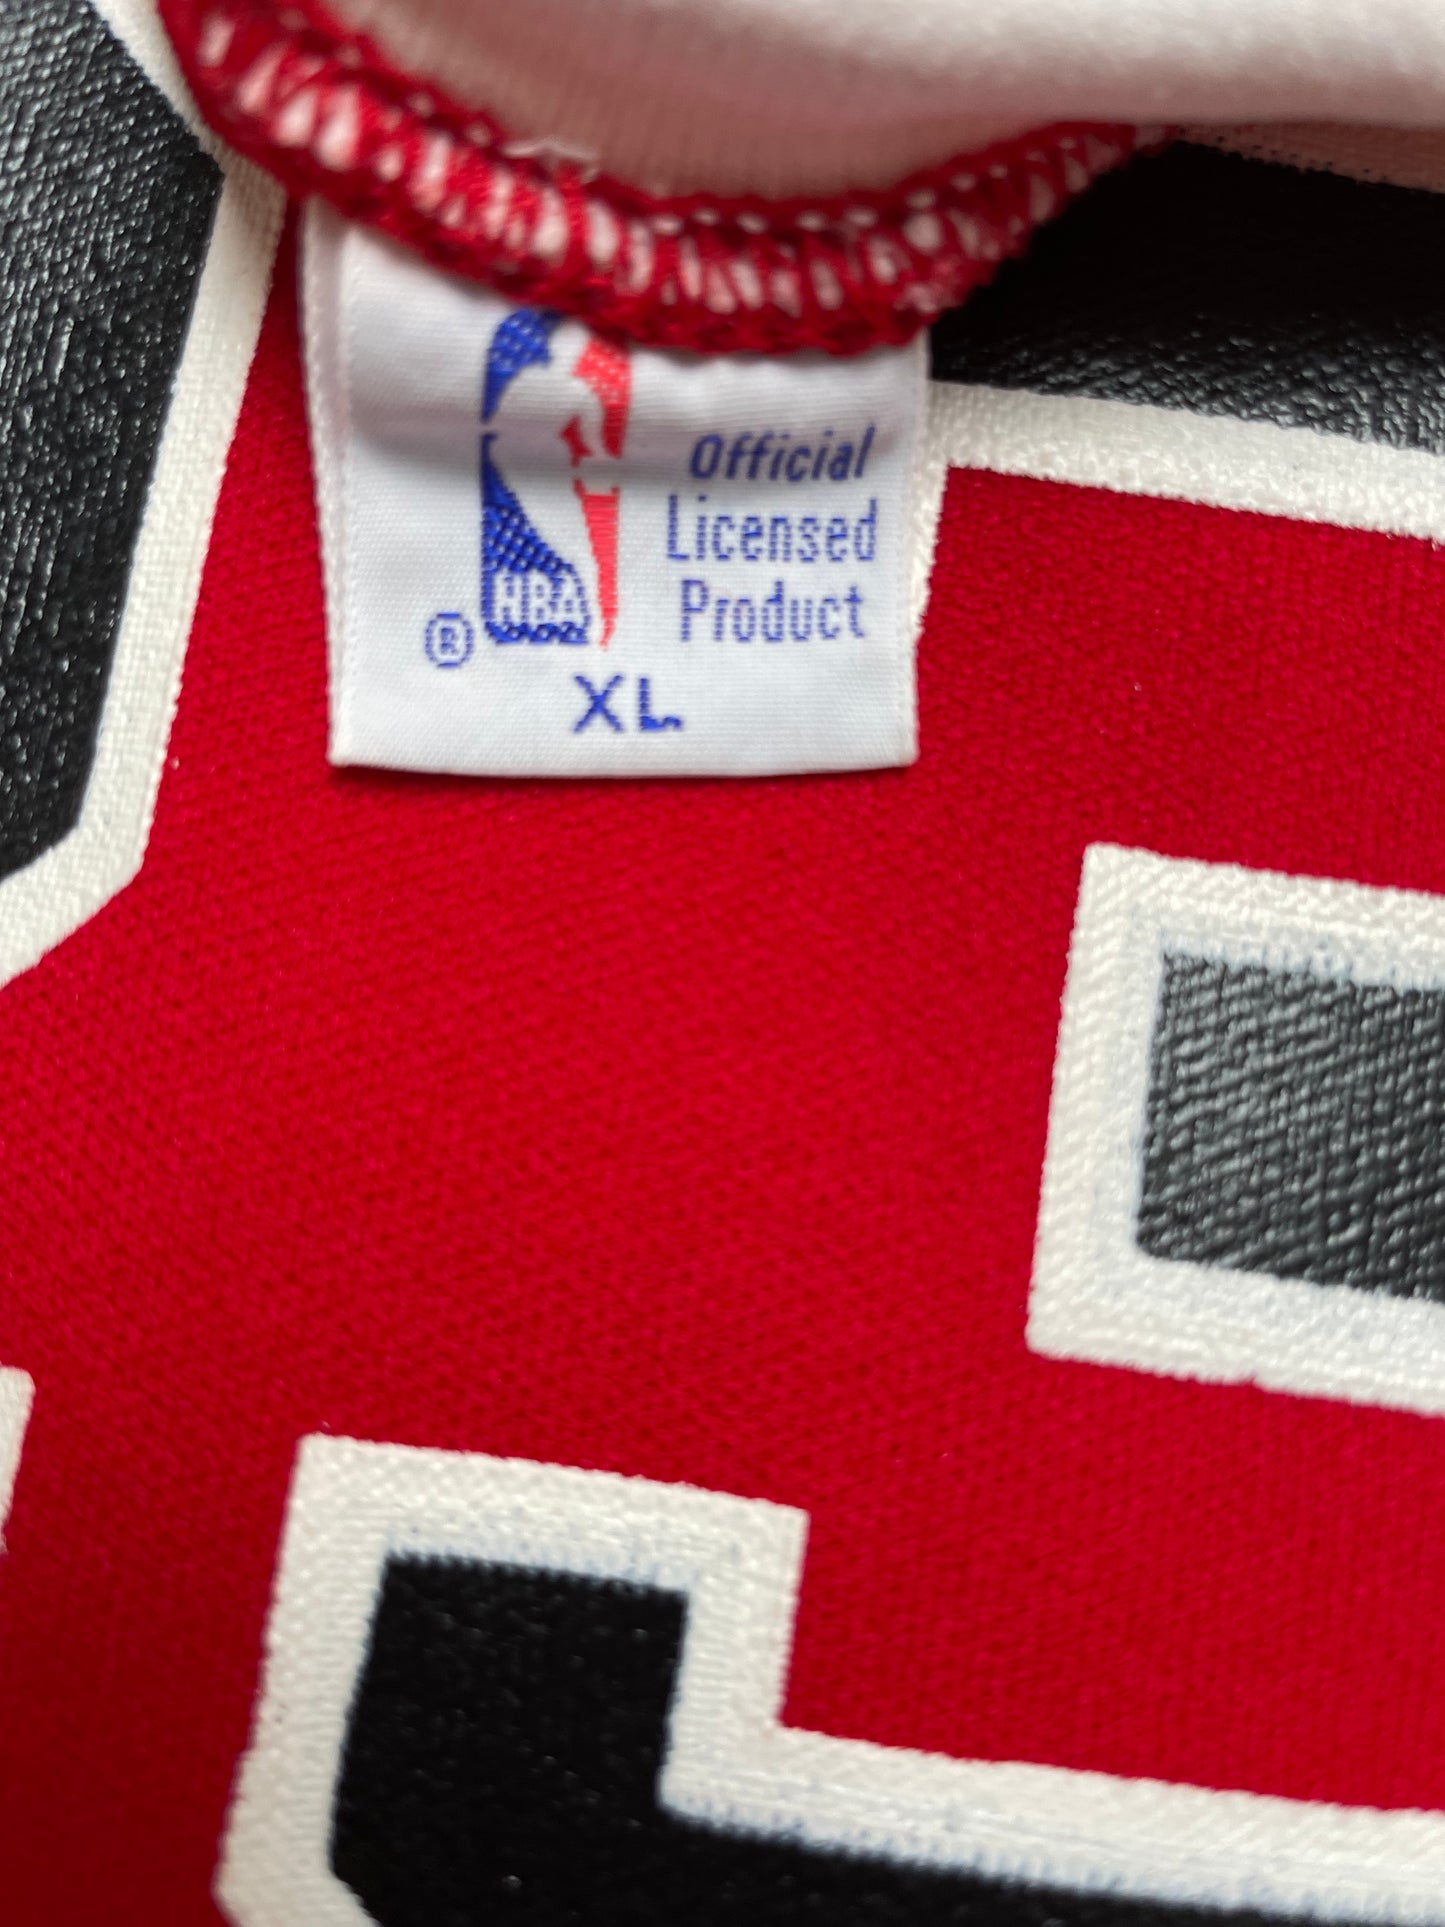 Official
Licensed
Product
NBA
®
XL